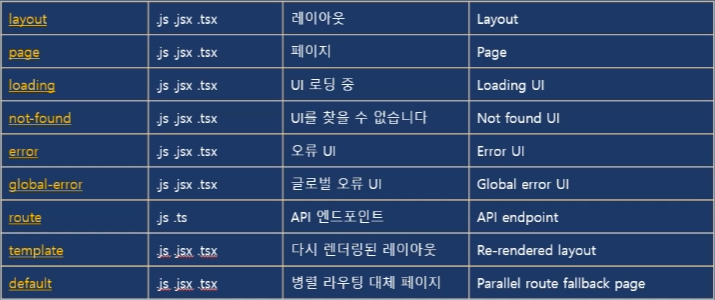 layout .js .jsx .tsx 레이아웃 Layout
page .js .jsx .tsx 페이지 Page
loading .js .jsx .tsx UI 로딩 중 Loading UI
not-found .js .jsx .tsx UI를 찾을 수 없습니다 Not found UI
error .js .jsx .tsx 오류 UI Error UI
global-error .js .jsx .tsx 글로벌 오류 UI Global error UI
route .js .ts API 엔드포인트 API endpoint
template .js .jsx .tsx 다시 렌더링된 레이아웃 Re-rendered layout
default .js .jsx .tsx 병렬 라우팅 대체 페이지 Parallel route fallback page